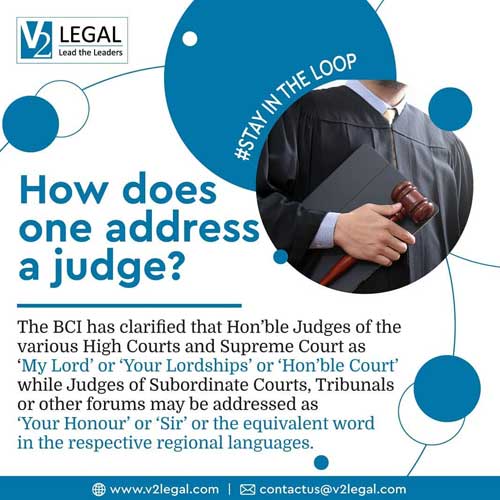 V2 LEGAL
Lead the Leaders
#STAY IN THE LOOP
How does
one address
a judge?
The BCI has clarified that Hon’ble Judges of the
various High Courts and Supreme Court as
‘My Lord’ or ‘Your Lordships’ or ‘Hon’ble Court’
while Judges of Subordinate Courts, Tribunals
or other forums may be addressed as
‘Your Honour’ or ‘Sir’ or the equivalent word
in the respective regional languages.
www.v2legal.com | contactus@v2legal.com